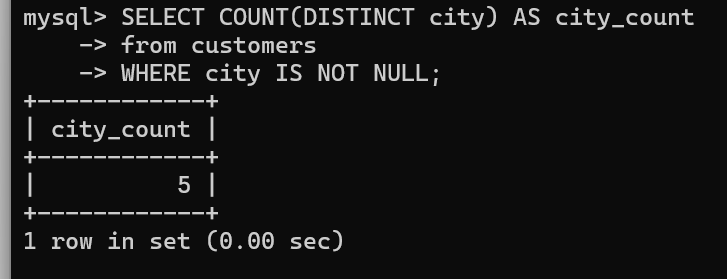 mysql> SELECT COUNT(DISTINCT city) AS city_count
    -> from customers
    -> WHERE city IS NOT NULL;
+------------+
| city_count |
+------------+
|          5 |
+------------+
1 row in set (0.00 sec)